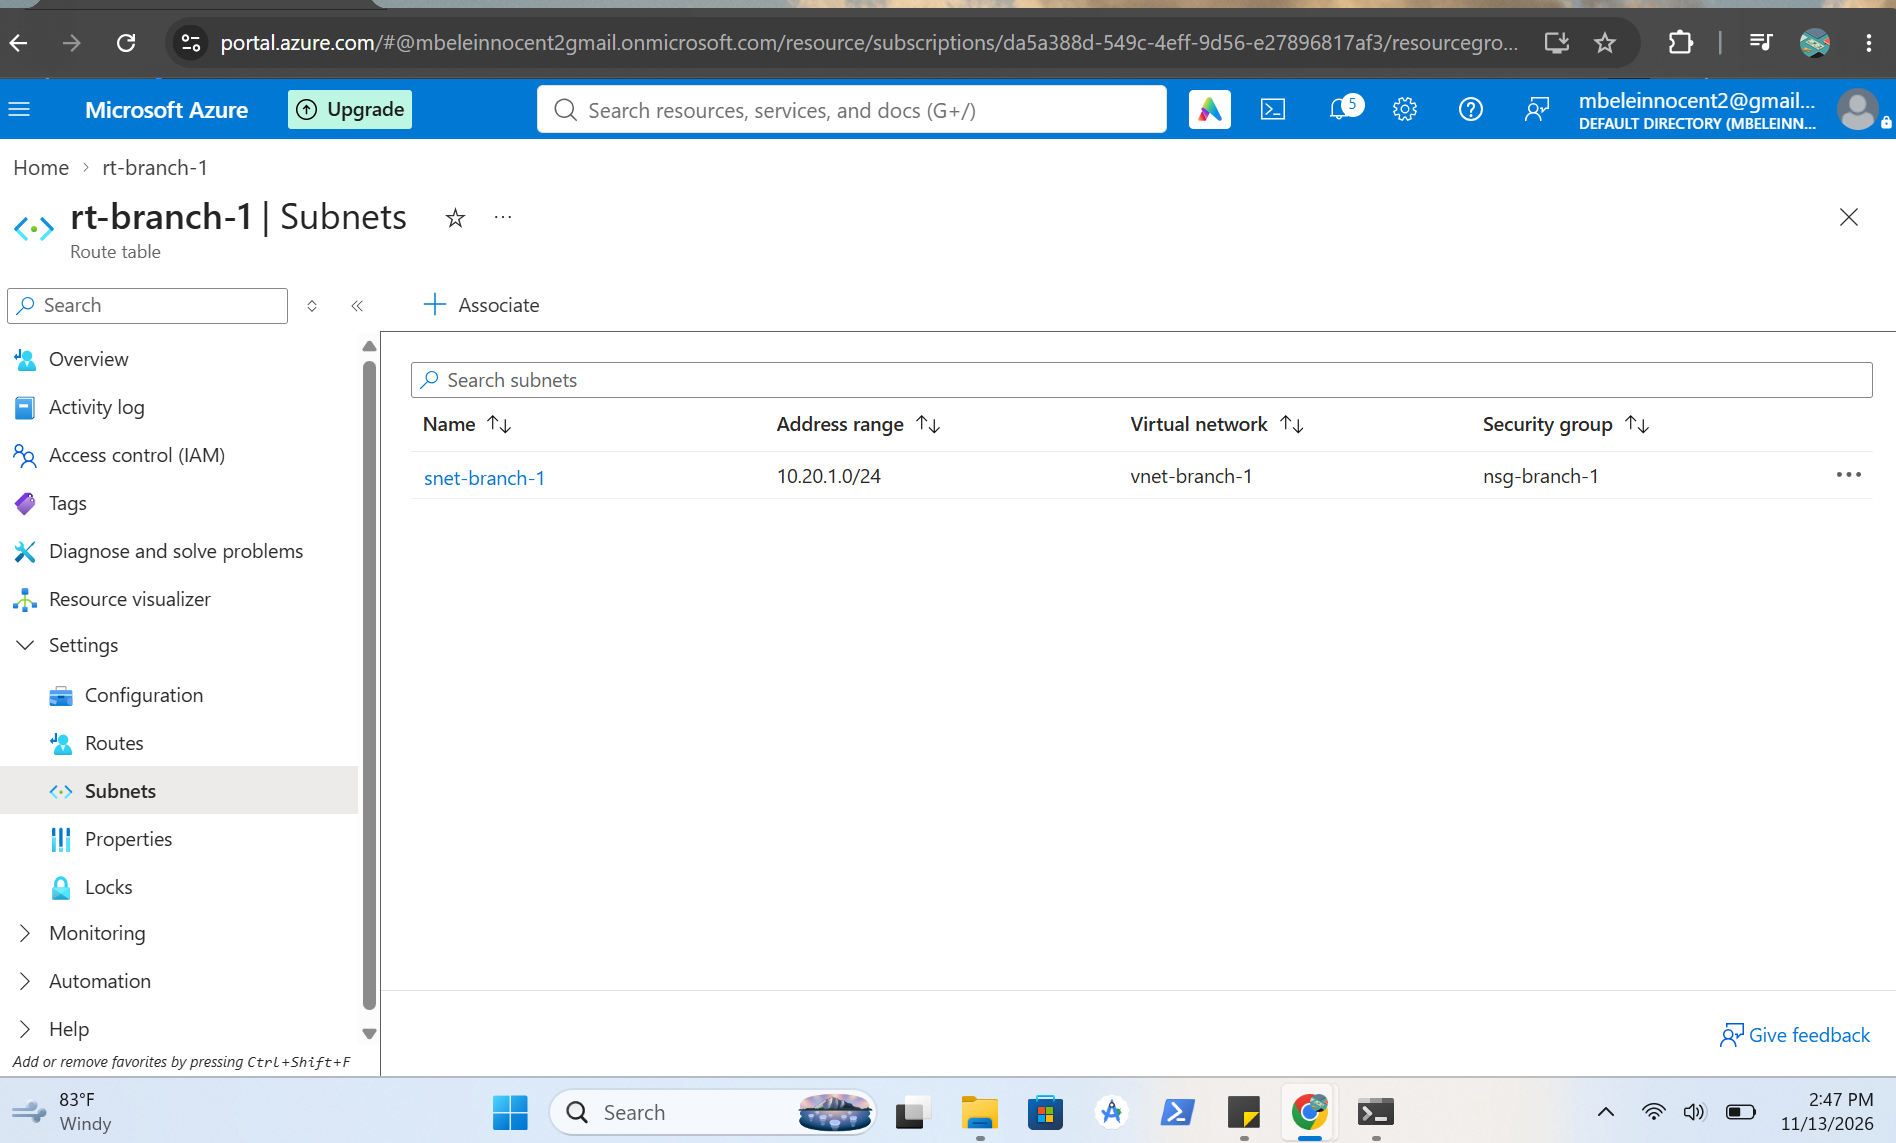 portal.azure.com/#@mbeleinnocent2gmail.onmicrosoft.com/resource/subscriptions/da5a388d-549c-4eff-9d56-e27896817af3/resourcegro...
Microsoft Azure
Upgrade
Search resources, services, and docs (G+/)
5
mbeleinnocent2@gmail...
DEFAULT DIRECTORY (MBELEINN...
Home > rt-branch-1
rt-branch-1 | Subnets
Route table
Search
Associate
Overview
Activity log
Access control (IAM)
Tags
Diagnose and solve problems
Resource visualizer
Settings
Configuration
Routes
Subnets
Properties
Locks
Monitoring
Automation
Help
Add or remove favorites by pressing Ctrl+Shift+F
Search subnets
Name Address range Virtual network Security group
snet-branch-1 10.20.1.0/24 vnet-branch-1 nsg-branch-1
Give feedback
83°F
Windy
Search
2:47 PM
11/13/2026